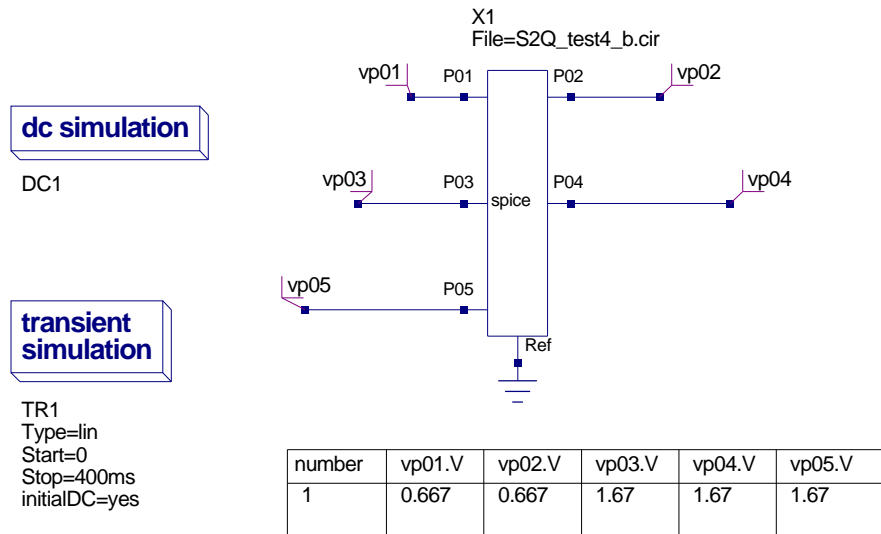 X1
File=S2Q_test4_b.cir
vp01 P01 P02 vp02
dc simulation
DC1
vp03 P03 P04 vp04
spice
vp05 P05
Ref
transient
simulation
TR1
Type=lin
Start=0
Stop=400ms
initialDC=yes
number vp01.V vp02.V vp03.V vp04.V vp05.V
1 0.667 0.667 1.67 1.67 1.67